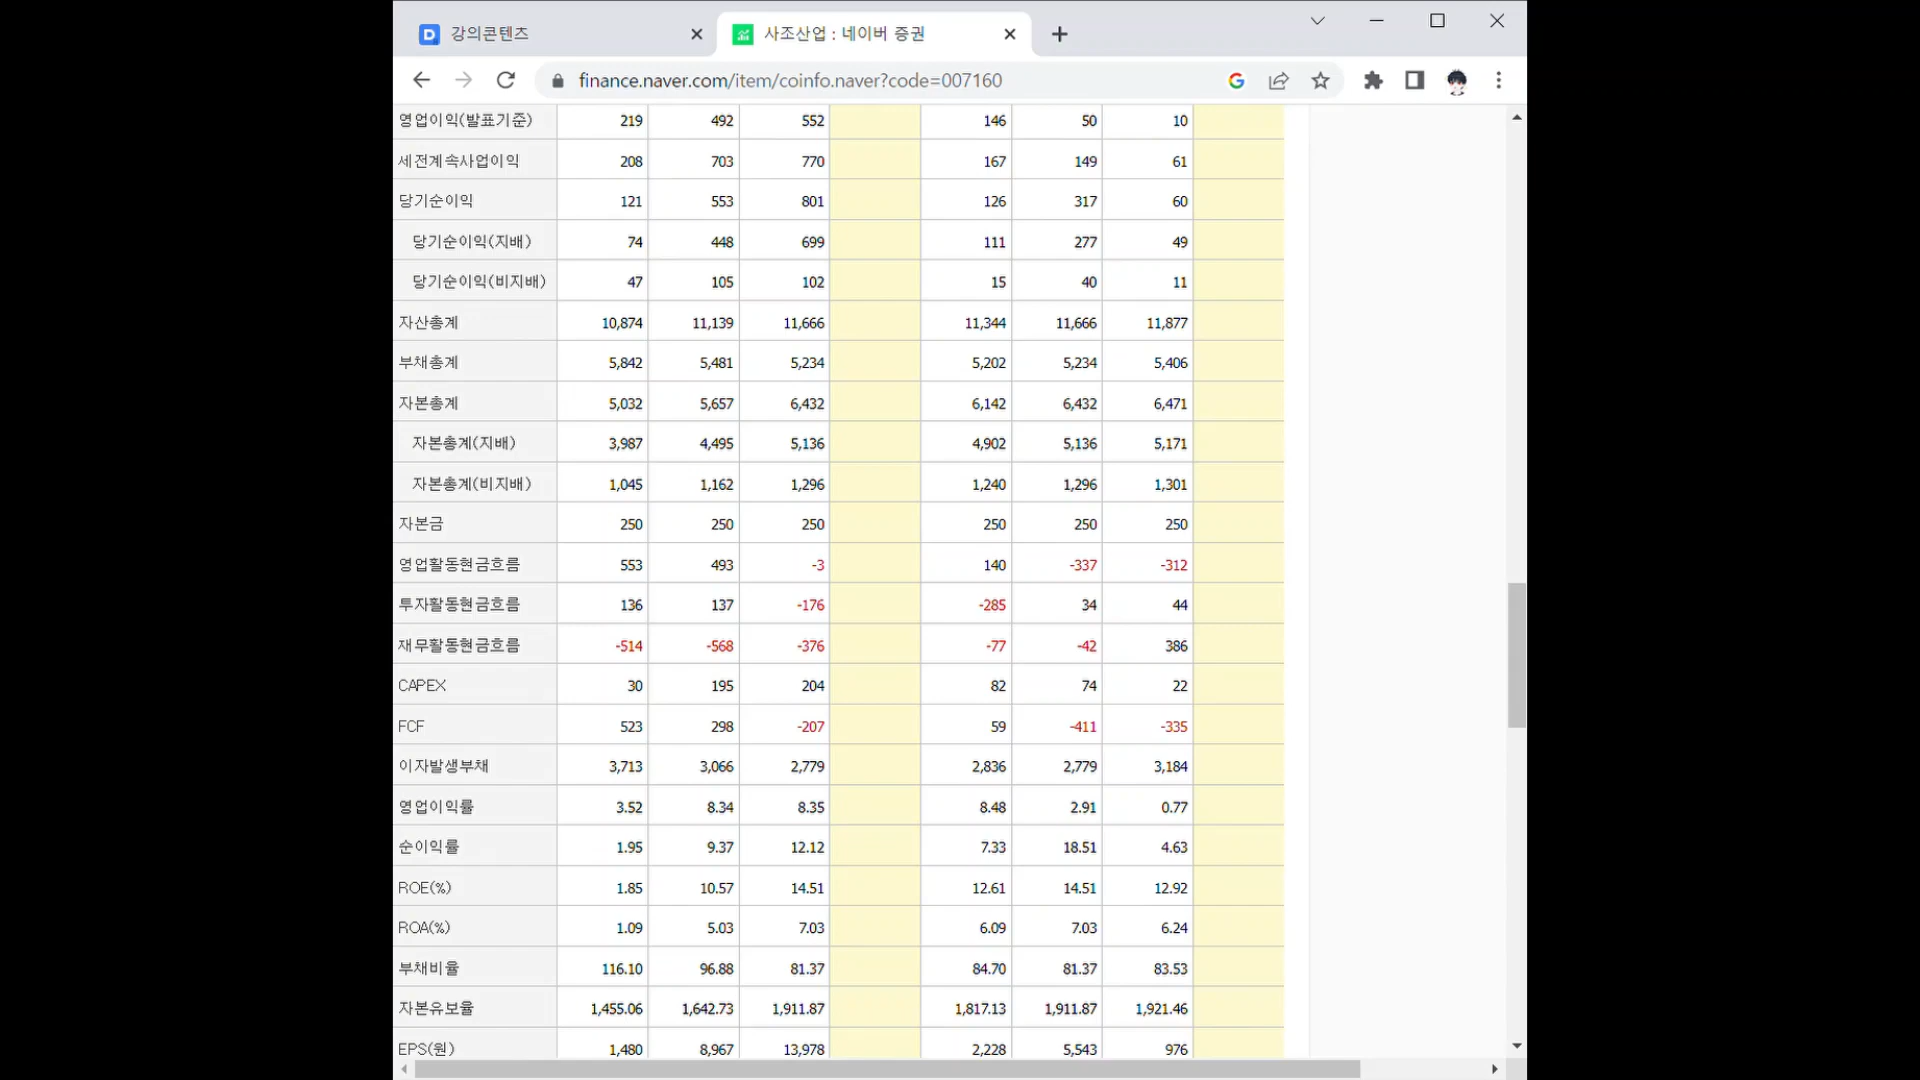 강의콘텐츠
사조산업 : 네이버 증권
finance.naver.com/item/coinfo.naver?code=007160
영업이익(발표기준) 219 492 552 146 50 10
세전계속사업이익 208 703 770 167 149 61
당기순이익 121 553 801 126 317 60
당기순이익(지배) 74 448 699 111 277 49
당기순이익(비지배) 47 105 102 15 40 11
자산총계 10,874 11,139 11,666 11,344 11,666 11,877
부채총계 5,842 5,481 5,234 5,202 5,234 5,406
자본총계 5,032 5,657 6,432 6,142 6,432 6,471
자본총계(지배) 3,987 4,495 5,136 4,902 5,136 5,171
자본총계(비지배) 1,045 1,162 1,296 1,240 1,296 1,301
자본금 250 250 250 250 250 250
영업활동현금흐름 553 493 -3 140 -337 -312
투자활동현금흐름 136 137 -176 -285 34 44
재무활동현금흐름 -514 -568 -376 -77 -42 386
CAPEX 30 195 204 82 74 22
FCF 523 298 -207 59 -411 -335
이자발생부채 3,713 3,066 2,779 2,836 2,779 3,184
영업이익률 3.52 8.34 8.35 8.48 2.91 0.77
순이익률 1.95 9.37 12.12 7.33 18.51 4.63
ROE(%) 1.85 10.57 14.51 12.61 14.51 12.92
ROA(%) 1.09 5.03 7.03 6.09 7.03 6.24
부채비율 116.10 96.88 81.37 84.70 81.37 83.53
자본유보율 1,455.06 1,642.73 1,911.87 1,817.13 1,911.87 1,921.46
EPS(원) 1,480 8,967 13,978 2,228 5,543 976